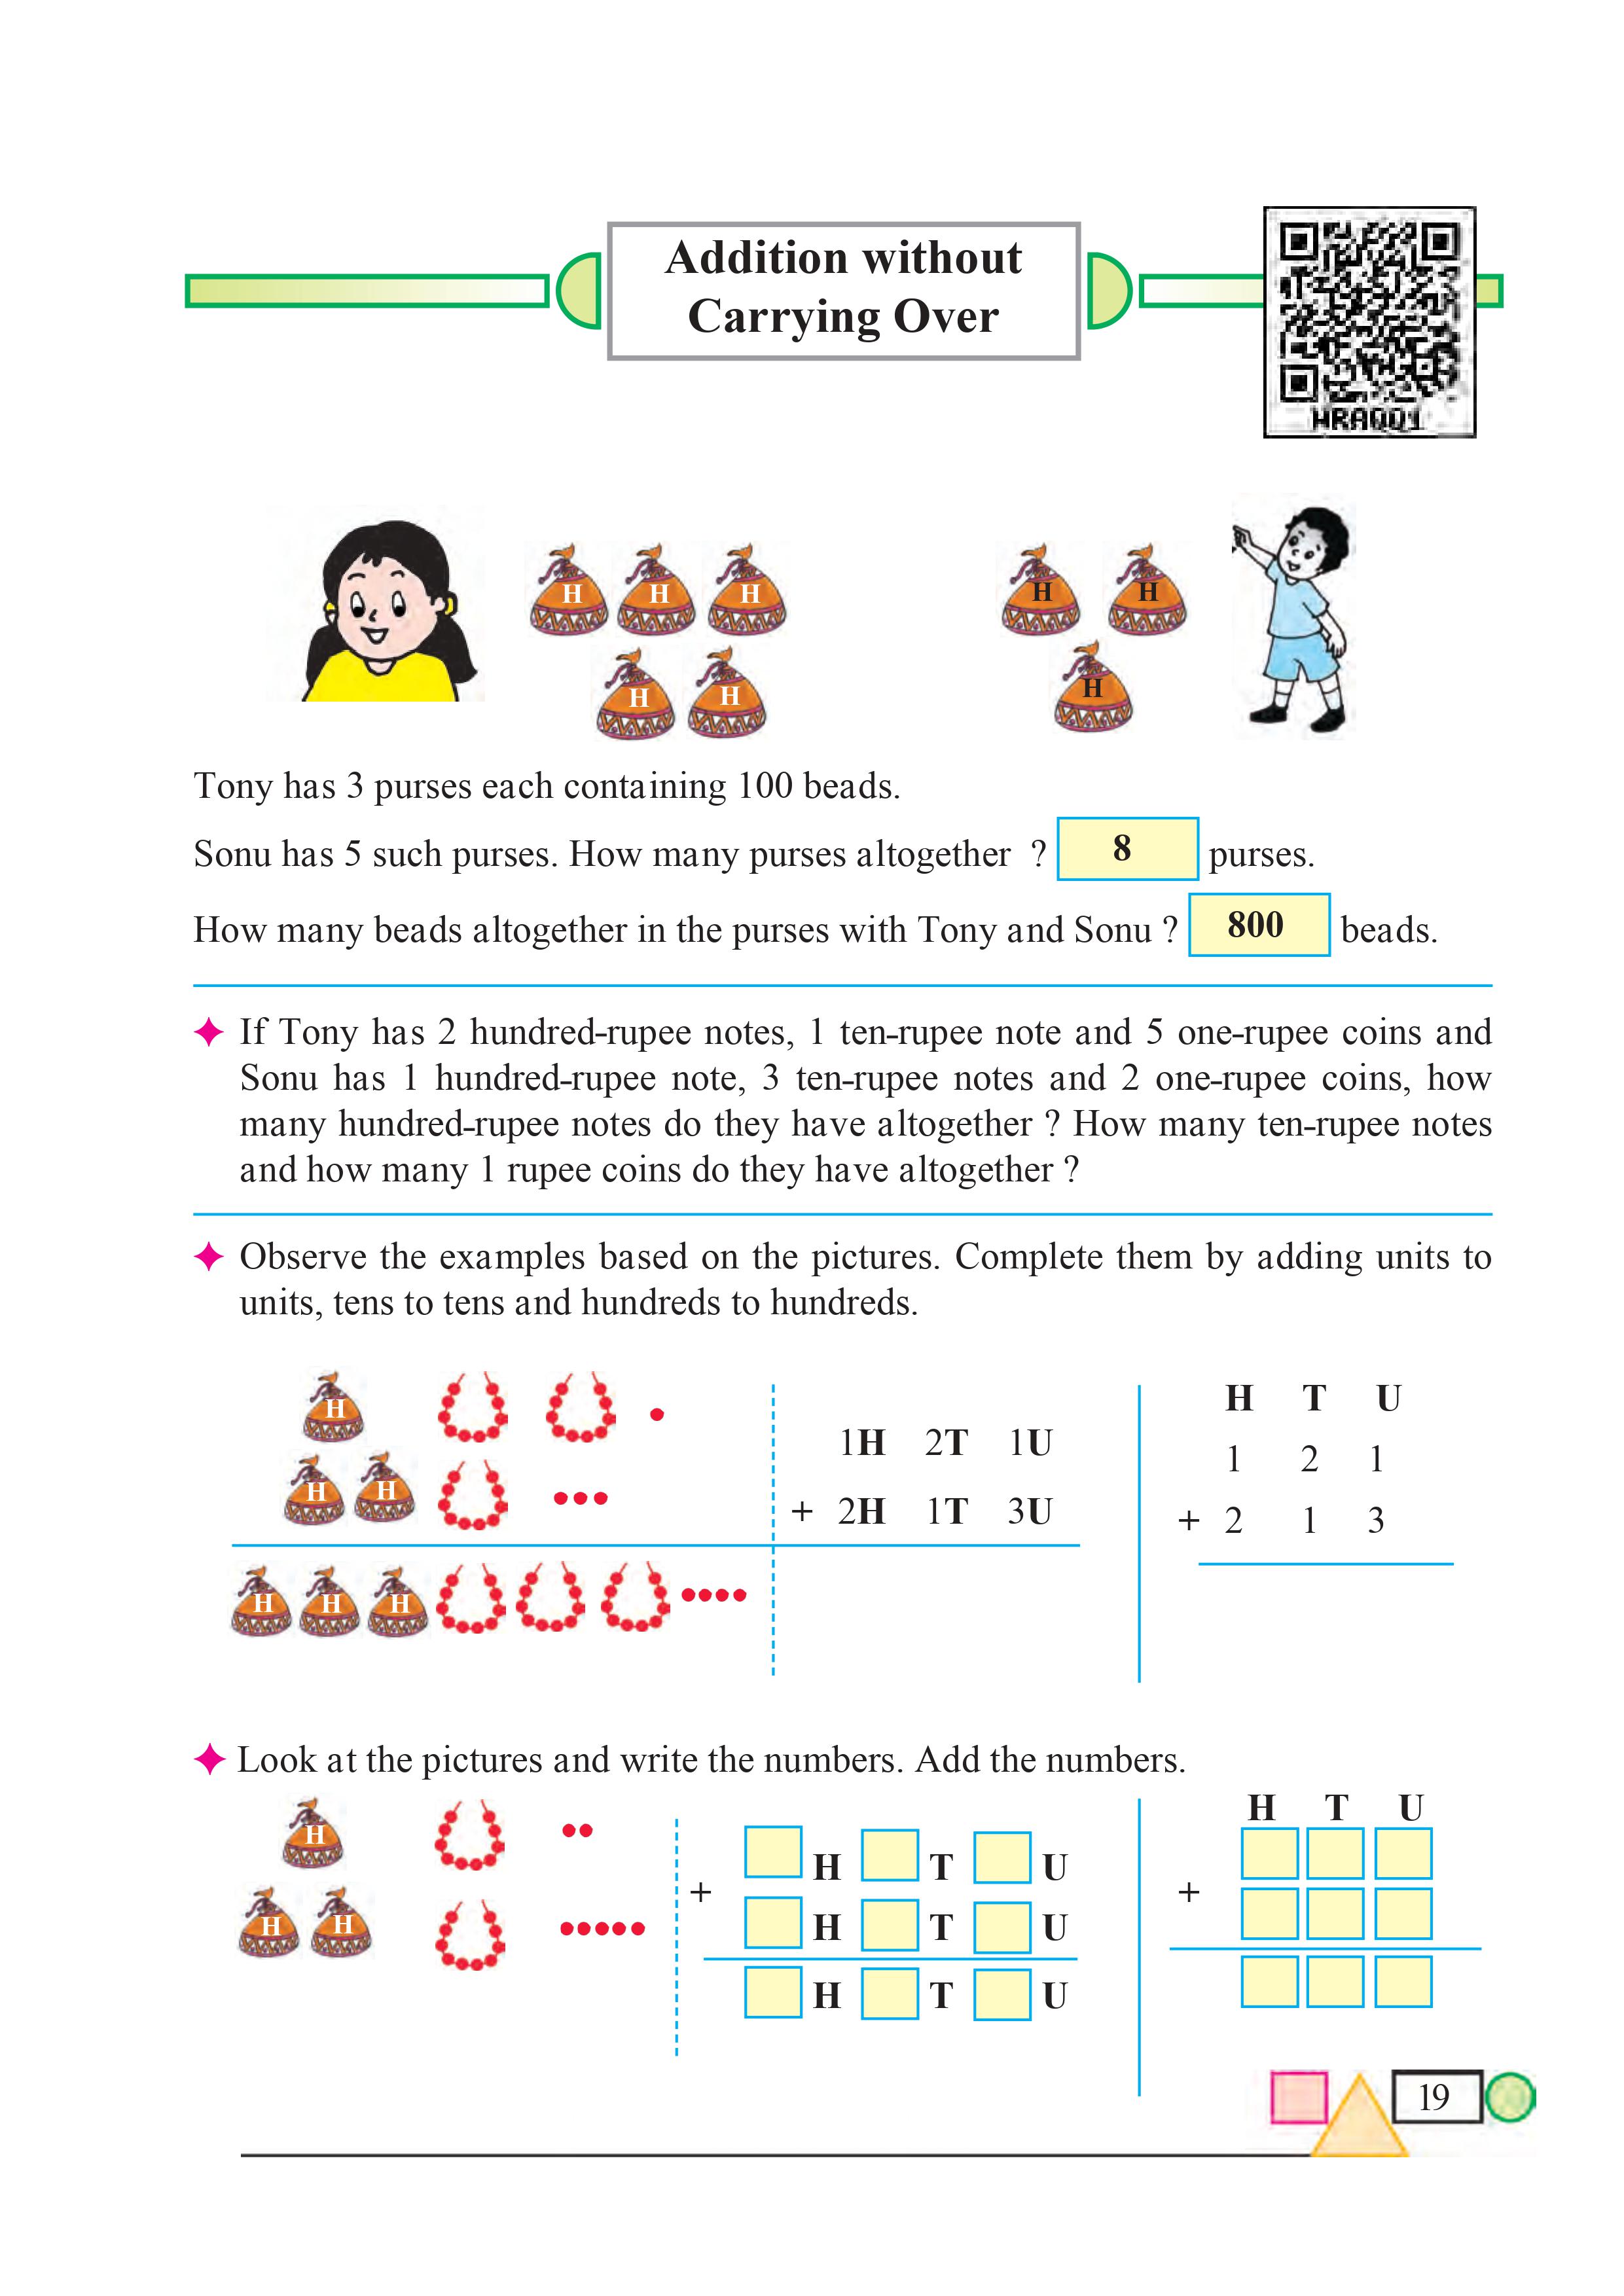 Addition without
Carrying Over
WRAQQ1
H H H H H
H H H
Tony has 3 purses each containing 100 beads.
Sonu has 5 such purses. How many purses altogether ? 8 purses.
How many beads altogether in the purses with Tony and Sonu ? 800 beads.
If Tony has 2 hundred-rupee notes, 1 ten-rupee note and 5 one-rupee coins and
Sonu has 1 hundred-rupee note, 3 ten-rupee notes and 2 one-rupee coins, how
many hundred-rupee notes do they have altogether ? How many ten-rupee notes
and how many 1 rupee coins do they have altogether ?
Observe the examples based on the pictures. Complete them by adding units to
units, tens to tens and hundreds to hundreds.
H
H H
H H H
1H 2T 1U
+ 2H 1T 3U
H T U
1 2 1
+ 2 1 3
Look at the pictures and write the numbers. Add the numbers.
H
H H
H T U
+
H T U
H T U
H T U
+
19